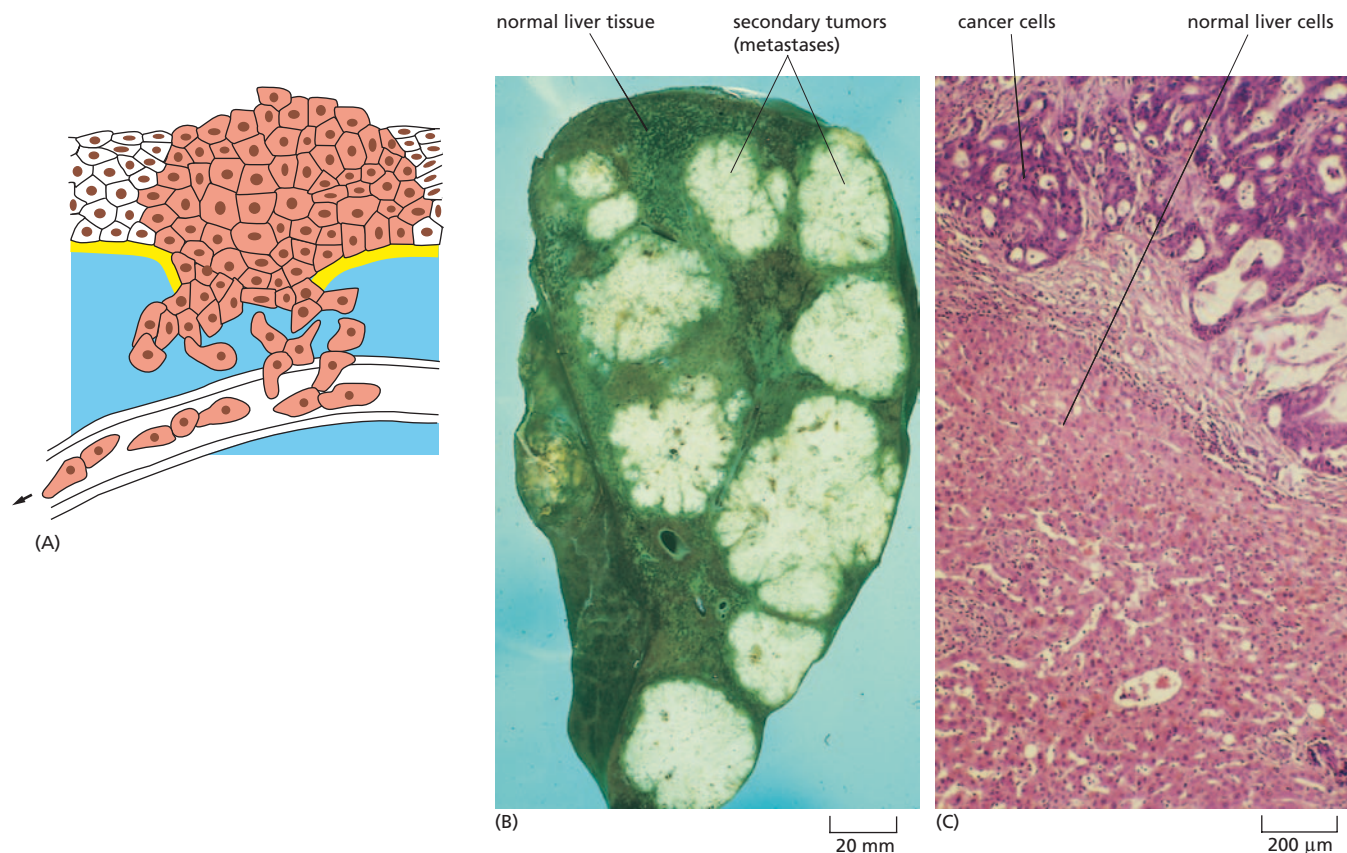 normal liver tissue
secondary tumors
(metastases)
cancer cells
normal liver cells
(A)
(B)
20 mm
(C)
200 μm